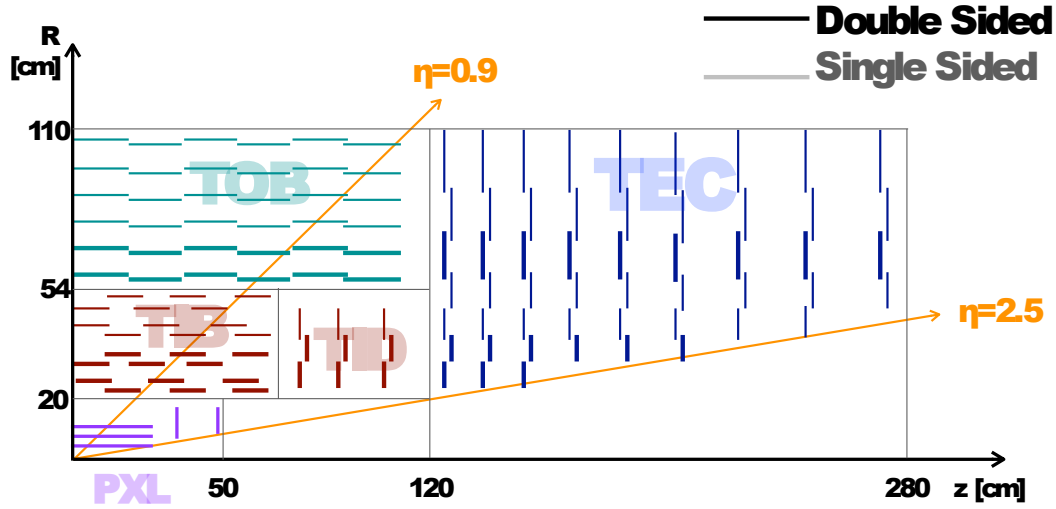 Double Sided
Single Sided
R
[cm]
η=0.9
110
TOB
TEC
54
TIB
TID
η=2.5
20
PXL
50
120
280
z [cm]